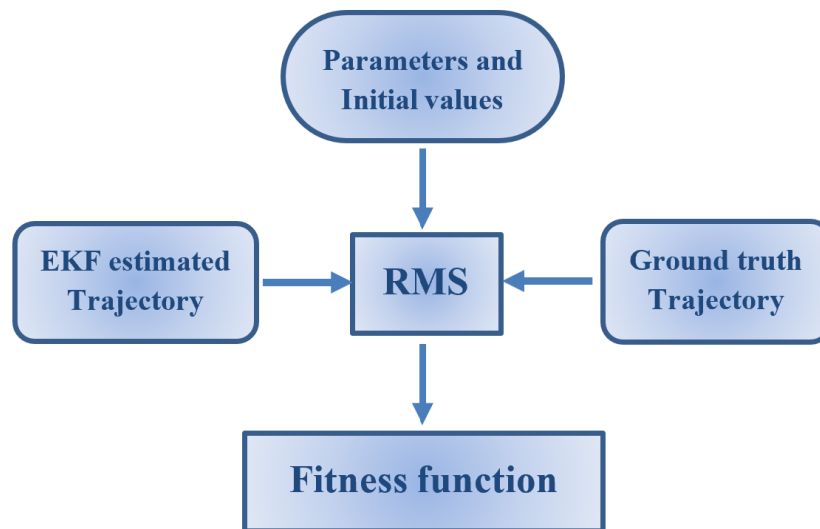 Parameters and
Initial values
EKF estimated
Trajectory
RMS
Ground truth
Trajectory
Fitness function